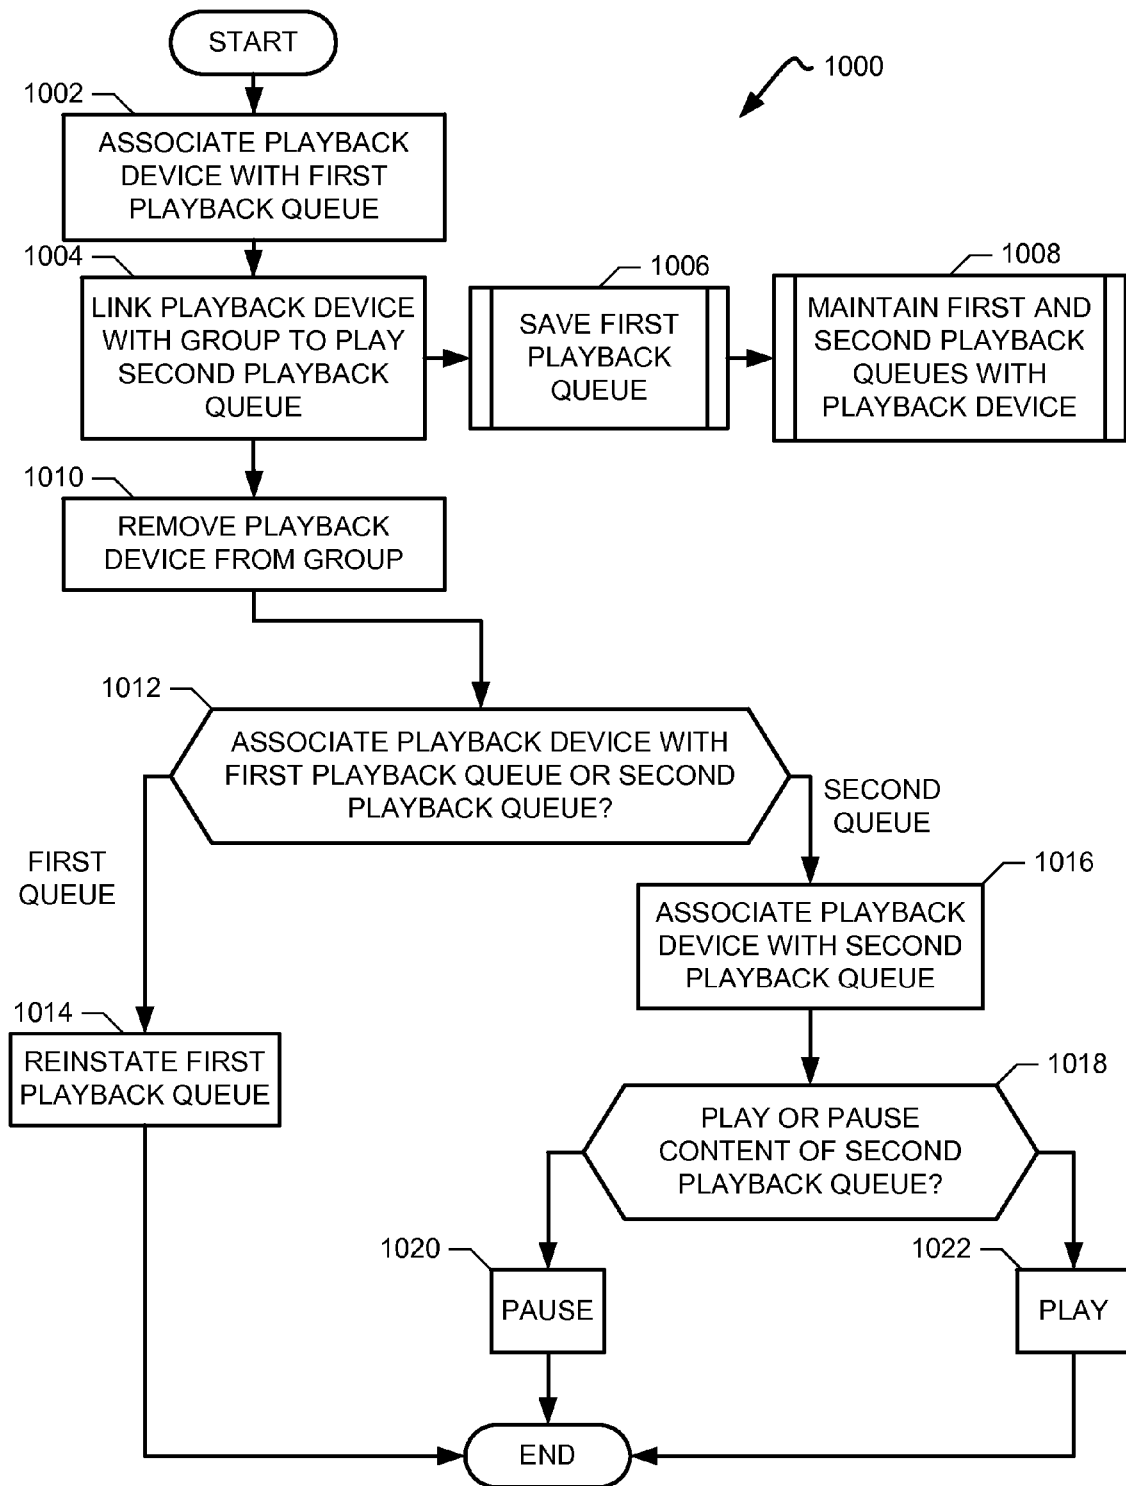 START
1000
1002
ASSOCIATE PLAYBACK
DEVICE WITH FIRST
PLAYBACK QUEUE
1004
LINK PLAYBACK DEVICE
WITH GROUP TO PLAY
SECOND PLAYBACK
QUEUE
1006
SAVE FIRST
PLAYBACK
QUEUE
1008
MAINTAIN FIRST AND
SECOND PLAYBACK
QUEUES WITH
PLAYBACK DEVICE
1010
REMOVE PLAYBACK
DEVICE FROM GROUP
1012
ASSOCIATE PLAYBACK DEVICE WITH
FIRST PLAYBACK QUEUE OR SECOND
PLAYBACK QUEUE?
FIRST
QUEUE
SECOND
QUEUE
1014
REINSTATE FIRST
PLAYBACK QUEUE
1016
ASSOCIATE PLAYBACK
DEVICE WITH SECOND
PLAYBACK QUEUE
1018
PLAY OR PAUSE
CONTENT OF SECOND
PLAYBACK QUEUE?
1020
PAUSE
1022
PLAY
END